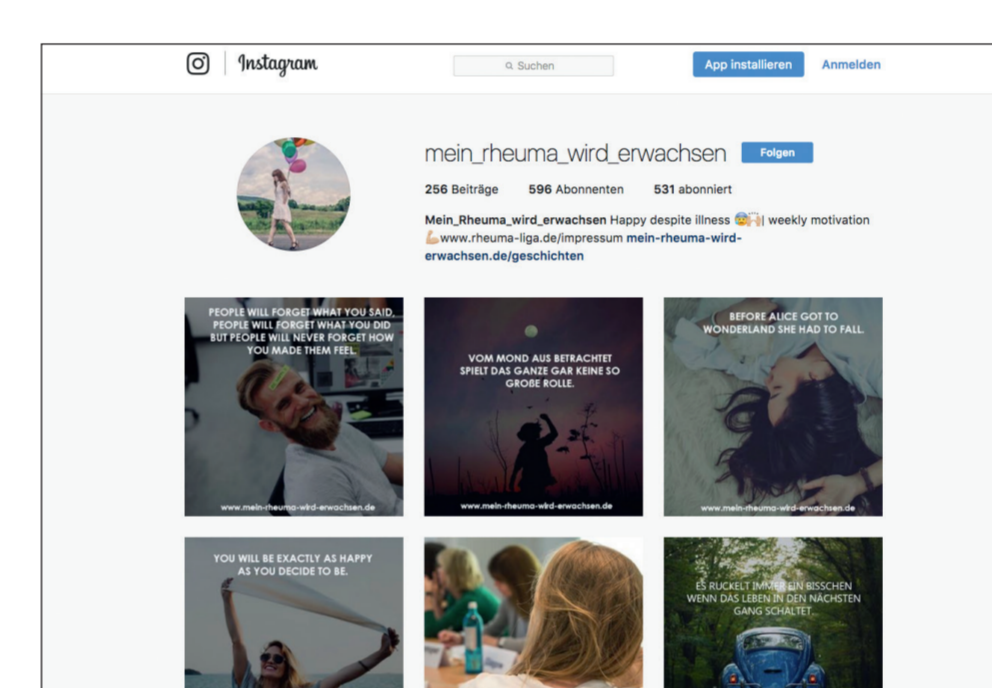 Instagram
Suchen
App installieren
Anmelden
mein_rheuma_wird_erwachsen
Folgen
256 Beiträge 596 Abonnenten 531 abonniert
Mein_Rheuma_wird_erwachsen Happy despite illness 😰🙌🏻| weekly motivation
💪🏼www.rheuma-liga.de/impressum mein-rheuma-wird-
erwachsen.de/geschichten
PEOPLE WILL FORGET WHAT YOU SAID,
PEOPLE WILL FORGET WHAT YOU DID
BUT PEOPLE WILL NEVER FORGET HOW
YOU MADE THEM FEEL.
www.mein-rheuma-wird-erwachsen.de
VOM MOND AUS BETRACHTET
SPIELT DAS GANZE GAR KEINE SO
GROßE ROLLE.
www.mein-rheuma-wird-erwachsen.de
BEFORE ALICE GOT TO
WONDERLAND SHE HAD TO FALL.
www.mein-rheuma-wird-erwachsen.de
YOU WILL BE EXACTLY AS HAPPY
AS YOU DECIDE TO BE.
ES RUCKELT IMMER EIN BISSCHEN
WENN DAS LEBEN IN DEN NÄCHSTEN
GANG SCHALTET...